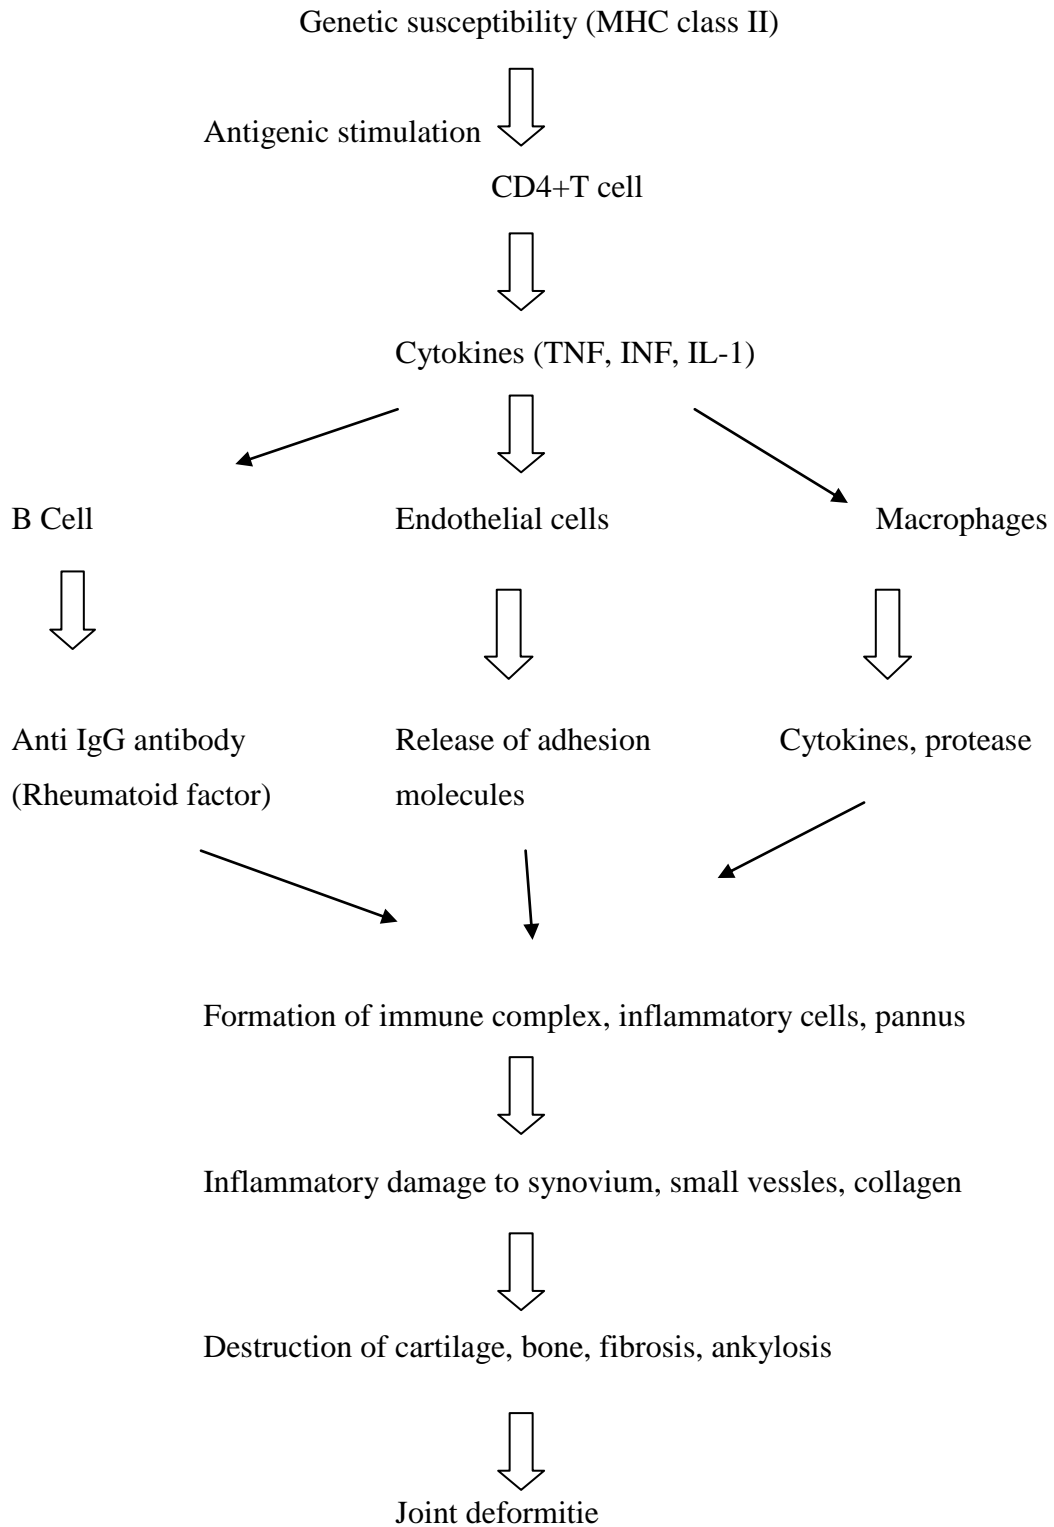 Genetic susceptibility (MHC class II)
Antigenic stimulation
CD4+T cell
Cytokines (TNF, INF, IL-1)
B Cell
Endothelial cells
Macrophages
Anti IgG antibody
(Rheumatoid factor)
Release of adhesion
molecules
Cytokines, protease
Formation of immune complex, inflammatory cells, pannus
Inflammatory damage to synovium, small vessles, collagen
Destruction of cartilage, bone, fibrosis, ankylosis
Joint deformitie